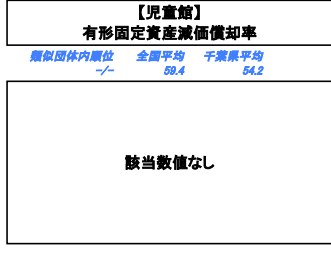 【児童館】
有形固定資産減価償却率
類似団体内順位 全国平均 千葉県平均
-/- 59.4 54.2
該当数値なし